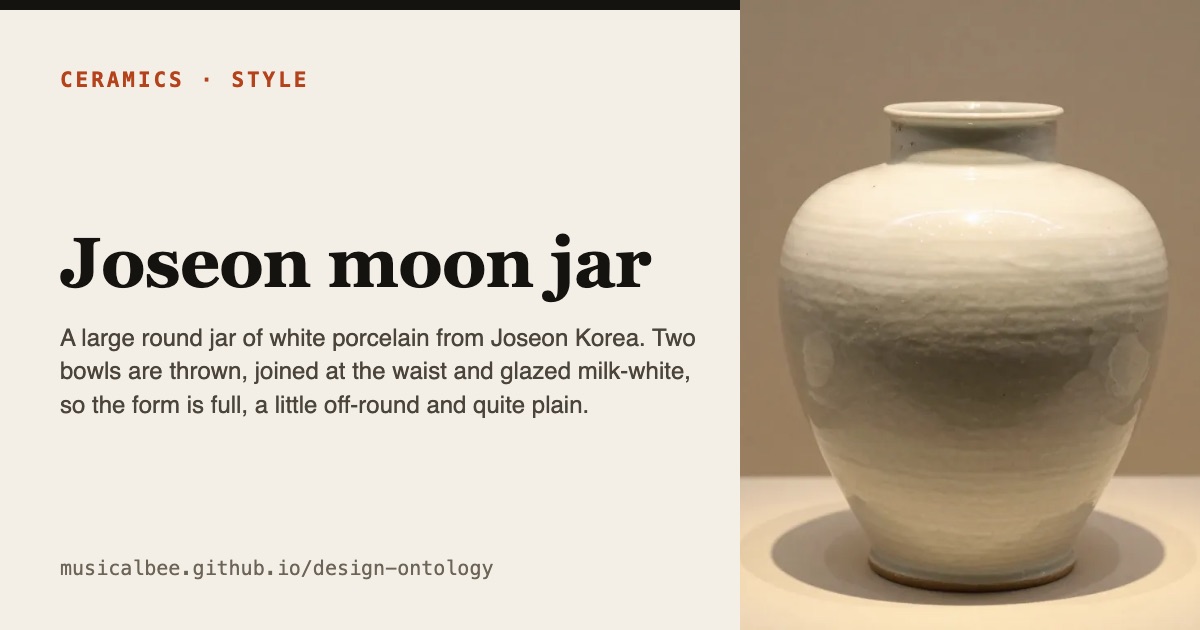 CERAMICS · STYLE
Joseon moon jar
A large round jar of white porcelain from Joseon Korea. Two
bowls are thrown, joined at the waist and glazed milk-white,
so the form is full, a little off-round and quite plain.
musicalbee.github.io/design-ontology